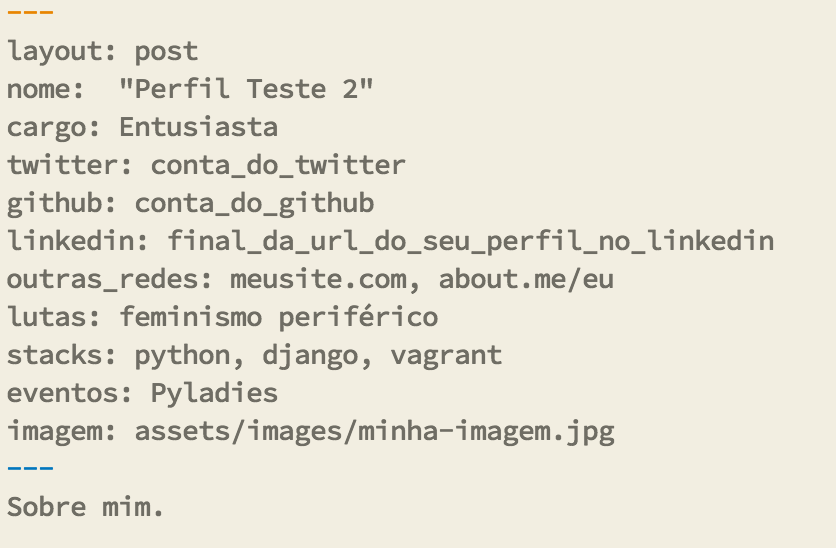 ---
layout: post
nome:  "Perfil Teste 2"
cargo: Entusiasta
twitter: conta_do_twitter
github: conta_do_github
linkedin: final_da_url_do_seu_perfil_no_linkedin
outras_redes: meusite.com, about.me/eu
lutas: feminismo periférico
stacks: python, django, vagrant
eventos: Pyladies
imagem: assets/images/minha-imagem.jpg
---
Sobre mim.